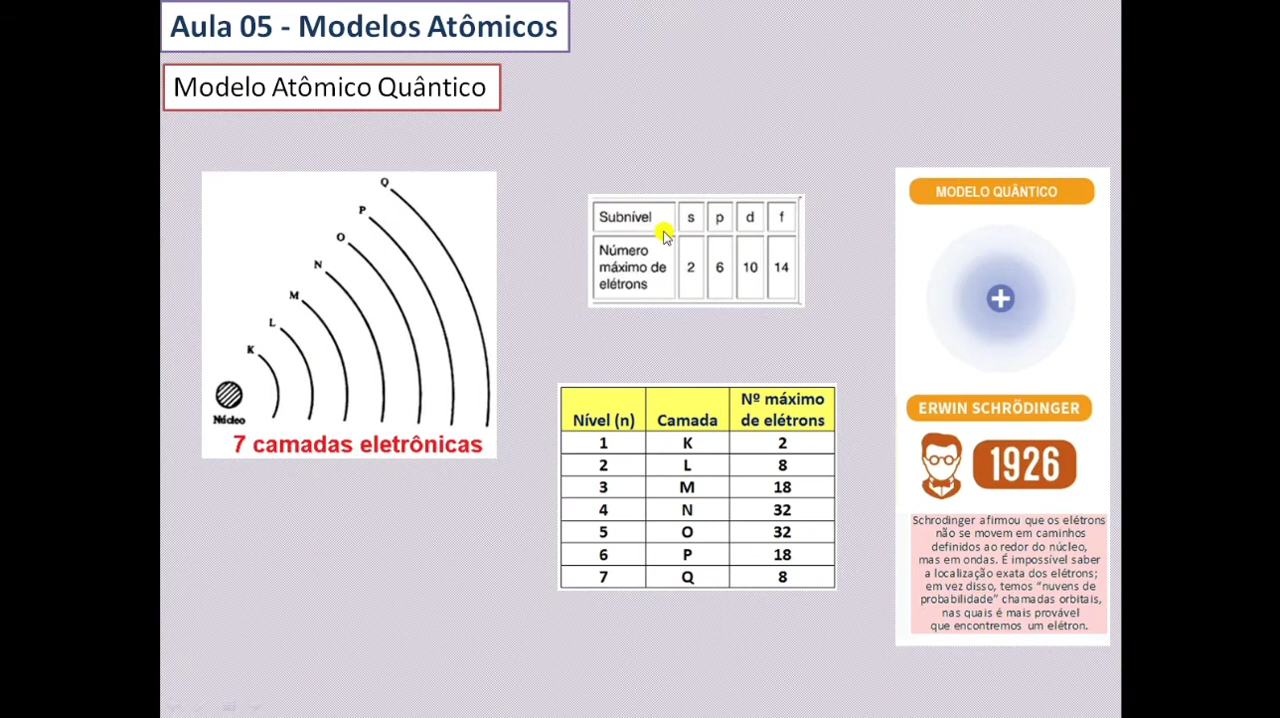 Aula 05 - Modelos Atômicos
Modelo Atômico Quântico
Q
P
O
N
M
L
K
Núcleo
7 camadas eletrônicas
Subnível s p d f
Número
máximo de
elétrons
2 6 10 14
Nível (n) Camada Nº máximo
de elétrons
1 K 2
2 L 8
3 M 18
4 N 32
5 O 32
6 P 18
7 Q 8
MODELO QUÂNTICO
+
ERWIN SCHRÖDINGER
1926
Schrodinger afirmou que os elétrons
não se movem em caminhos
definidos ao redor do núcleo,
mas em ondas. É impossível saber
a localização exata dos elétrons;
em vez disso, temos "nuvens de
probabilidade" chamadas orbitais,
nas quais é mais provável
que encontremos um elétron.